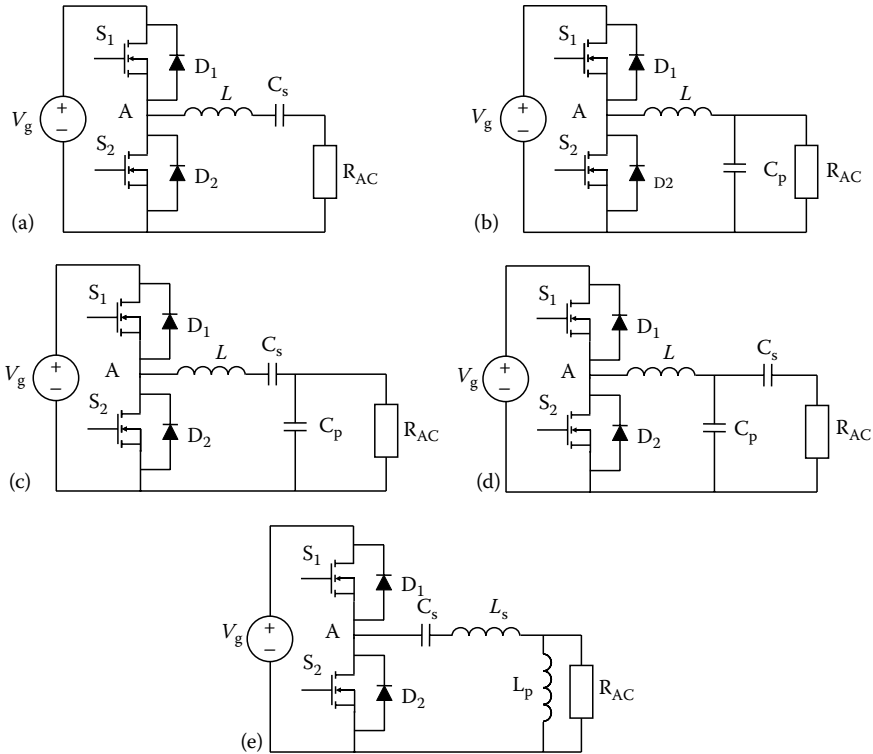 S1
D1
L
Cs
A
Vg
+
−
S2
D2
RAC
(a)
S1
D1
L
A
Vg
+
−
S2
D2
Cp
RAC
(b)
S1
D1
L
Cs
A
Vg
+
−
S2
D2
Cp
RAC
(c)
S1
D1
L
Cs
A
Vg
+
−
S2
D2
Cp
RAC
(d)
S1
D1
Cs
Ls
A
Vg
+
−
S2
D2
Lp
RAC
(e)